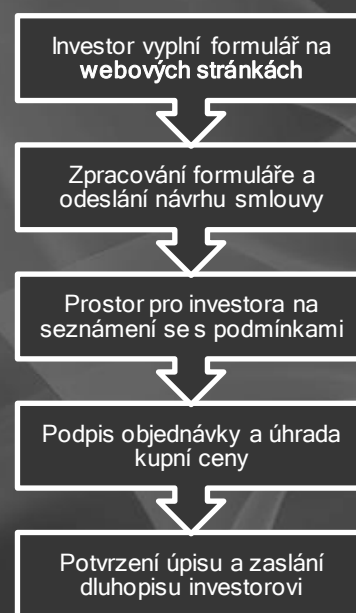 Investor vyplní formulář na
webových stránkách
Zpracování formuláře a
odeslání návrhu smlouvy
Prostor pro investora na
seznámení se s podmínkami
Podpis objednávky a úhrada
kupní ceny
Potvrzení úpisu a zaslání
dluhopisu investorovi